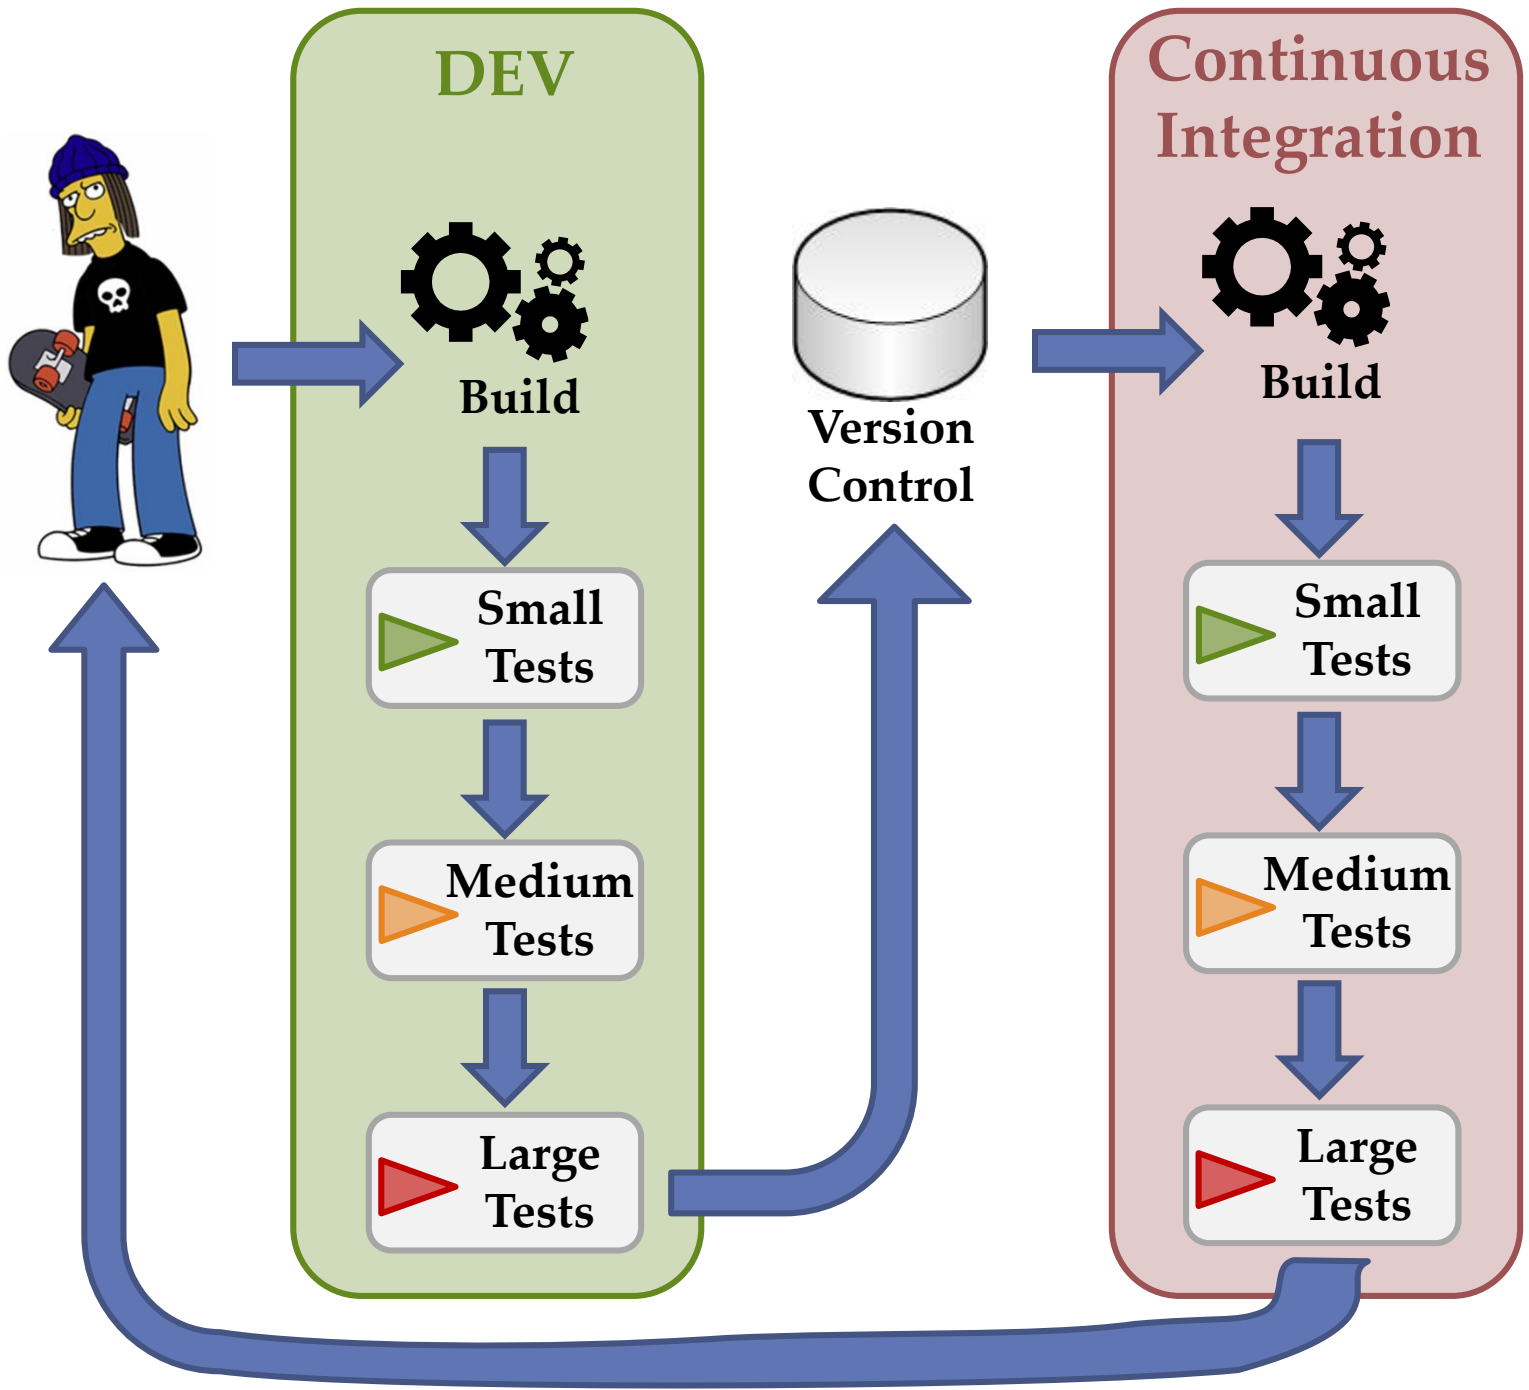 DEV
Build
Small
Tests
Medium
Tests
Large
Tests
Version
Control
Continuous
Integration
Build
Small
Tests
Medium
Tests
Large
Tests